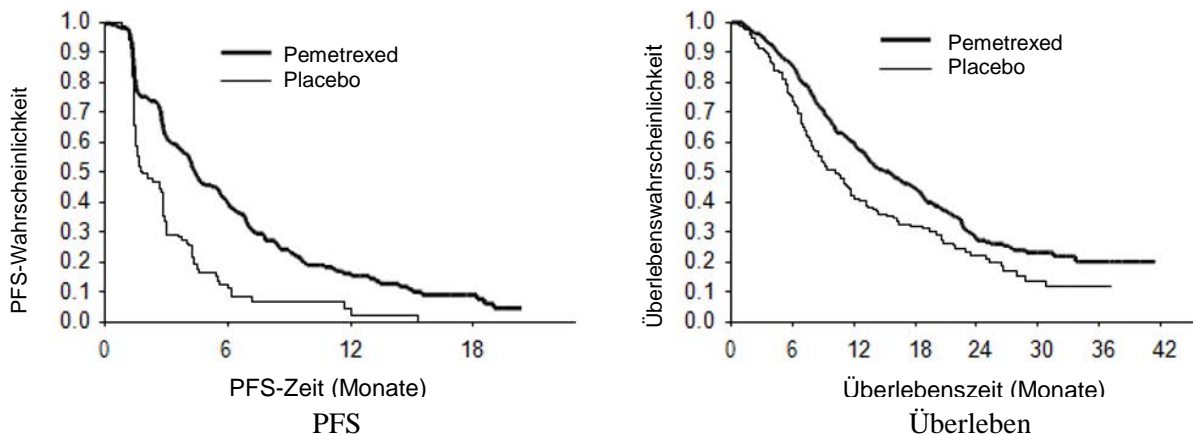 PFS-Wahrscheinlichkeit
1.0
0.9
0.8
0.7
0.6
0.5
0.4
0.3
0.2
0.1
0.0
Pemetrexed
Placebo
0 6 12 18
PFS-Zeit (Monate)
PFS
Überlebenswahrscheinlichkeit
1.0
0.9
0.8
0.7
0.6
0.5
0.4
0.3
0.2
0.1
0.0
Pemetrexed
Placebo
0 6 12 18 24 30 36 42
Überlebenszeit (Monate)
Überleben